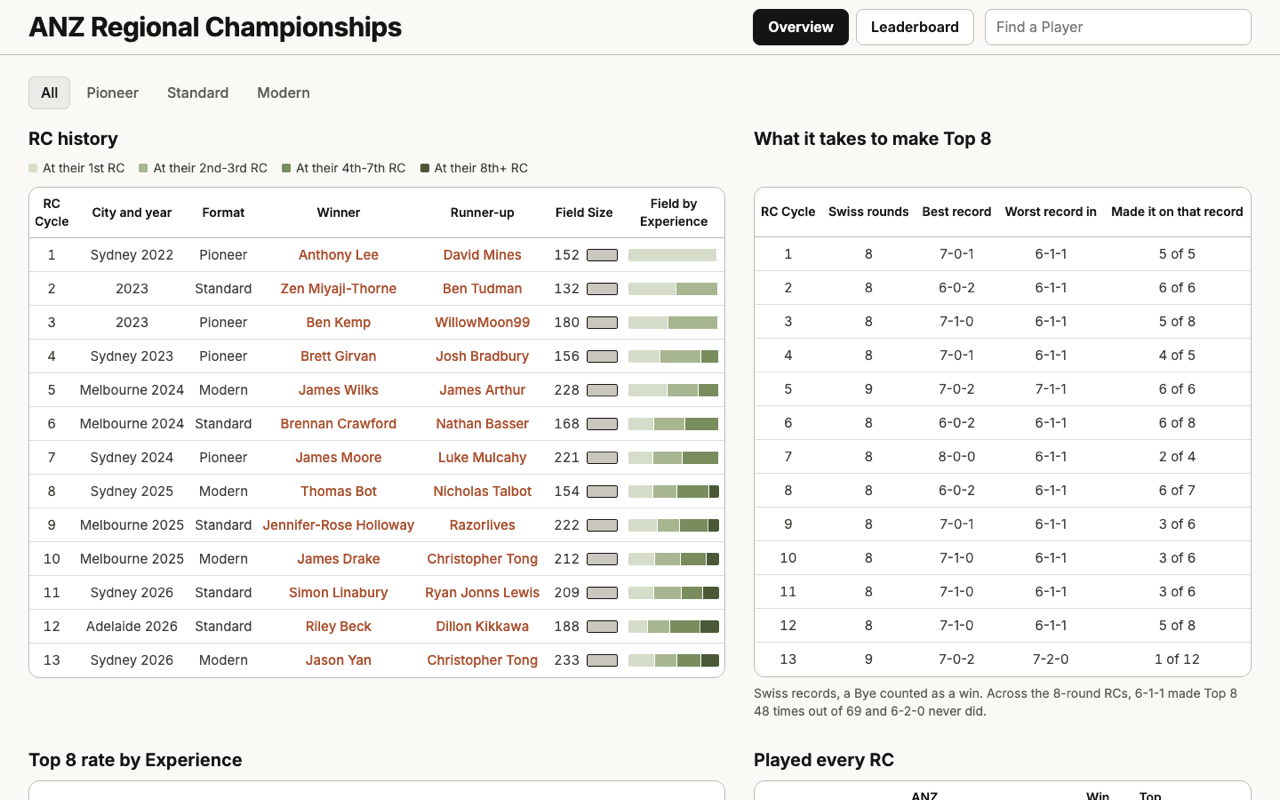 ANZ Regional Championships
Overview
Leaderboard
Find a Player
All
Pioneer
Standard
Modern
RC history
At their 1st RC
At their 2nd-3rd RC
At their 4th-7th RC
At their 8th+ RC
RC Cycle City and year Format Winner Runner-up Field Size Field by Experience
1 Sydney 2022 Pioneer Anthony Lee David Mines 152
2 2023 Standard Zen Miyaji-Thorne Ben Tudman 132
3 2023 Pioneer Ben Kemp WillowMoon99 180
4 Sydney 2023 Pioneer Brett Girvan Josh Bradbury 156
5 Melbourne 2024 Modern James Wilks James Arthur 228
6 Melbourne 2024 Standard Brennan Crawford Nathan Basser 168
7 Sydney 2024 Pioneer James Moore Luke Mulcahy 221
8 Sydney 2025 Modern Thomas Bot Nicholas Talbot 154
9 Melbourne 2025 Standard Jennifer-Rose Holloway Razorlives 222
10 Melbourne 2025 Modern James Drake Christopher Tong 212
11 Sydney 2026 Standard Simon Linabury Ryan Jonns Lewis 209
12 Adelaide 2026 Standard Riley Beck Dillon Kikkawa 188
13 Sydney 2026 Modern Jason Yan Christopher Tong 233
What it takes to make Top 8
RC Cycle Swiss rounds Best record Worst record in Made it on that record
1 8 7-0-1 6-1-1 5 of 5
2 8 6-0-2 6-1-1 6 of 6
3 8 7-1-0 6-1-1 5 of 8
4 8 7-0-1 6-1-1 4 of 5
5 9 7-0-2 7-1-1 6 of 6
6 8 6-0-2 6-1-1 6 of 8
7 8 8-0-0 6-1-1 2 of 4
8 8 6-0-2 6-1-1 6 of 7
9 8 7-0-1 6-1-1 3 of 6
10 8 7-1-0 6-1-1 3 of 6
11 8 7-1-0 6-1-1 3 of 6
12 8 7-1-0 6-1-1 5 of 8
13 9 7-0-2 7-2-0 1 of 12
Swiss records, a Bye counted as a win. Across the 8-round RCs, 6-1-1 made Top 8
48 times out of 69 and 6-2-0 never did.
Top 8 rate by Experience
Played every RC
ANZ Win Top